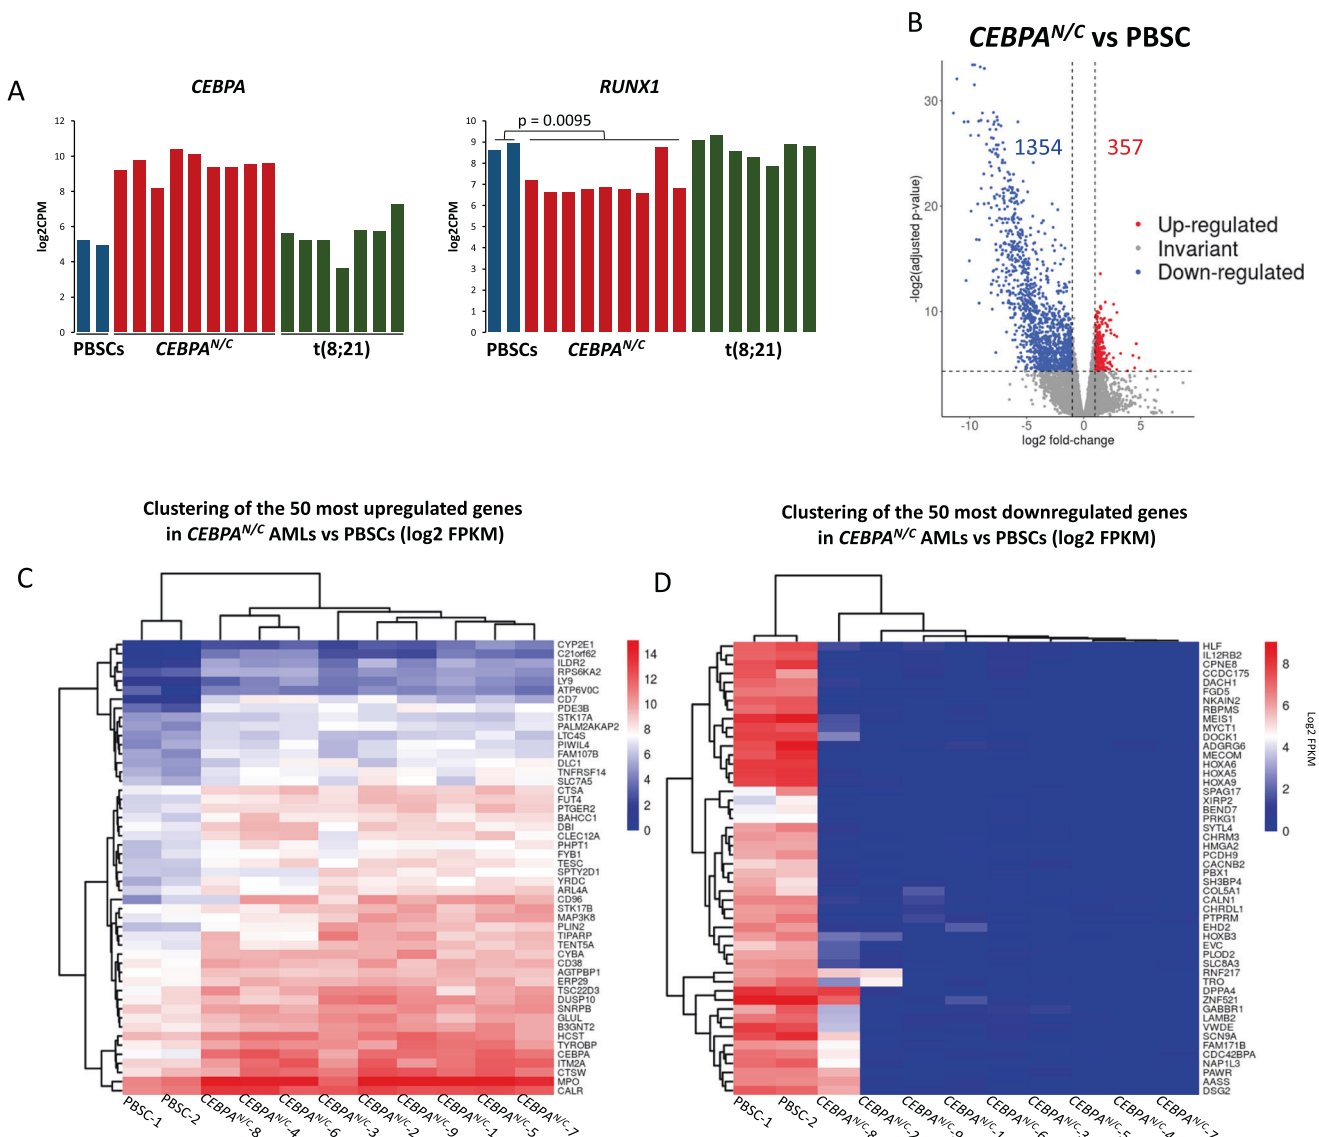 A
CEBPA
log2CPM
12
10
8
6
4
2
0
PBSCs
CEBPA^N/C
t(8;21)
RUNX1
p = 0.0095
log2CPM
10
9
8
7
6
5
4
3
2
1
0
PBSCs
CEBPA^N/C
t(8;21)
B
CEBPA^N/C vs PBSC
-log2(adjusted p-value)
30
20
10
1354
357
Up-regulated
Invariant
Down-regulated
-10
-5
0
5
log2 fold-change
C
Clustering of the 50 most upregulated genes
in CEBPA^N/C AMLs vs PBSCs (log2 FPKM)
CYP2E1
C21orf62
ILDR2
RPS6KA2
LY9
ATP6V0C
CD7
PDE3B
STK17A
PALM2AKAP2
LTC4S
PIWIL4
FAM107B
DLC1
TNFRSF14
SLC7A5
CTSA
FUT4
PTGER2
BAHCC1
DBI
CLEC12A
PHPT1
FYB1
TESC
SPTY2D1
YRDC
ARL4A
CD96
STK17B
MAP3K8
PLIN2
TIPARP
TENT5A
CYBA
CD38
AGTPBP1
ERP29
TSC22D3
DUSP10
SNRPB
GLUL
B3GNT2
HCST
TYROBP
CEBPA
ITM2A
CTSW
MPO
CALR
14
12
10
8
6
4
2
0
PBSC-1
PBSC-2
CEBPA^N/C-8
CEBPA^N/C-4
CEBPA^N/C-6
CEBPA^N/C-3
CEBPA^N/C-2
CEBPA^N/C-9
CEBPA^N/C-1
CEBPA^N/C-5
CEBPA^N/C-7
D
Clustering of the 50 most downregulated genes
in CEBPA^N/C AMLs vs PBSCs (log2 FPKM)
HLF
IL12RB2
CPNE8
CCDC175
DACH1
FGD5
NKAIN2
RBPMS
MEIS1
MYCT1
DOCK1
ADGRG6
MECOM
HOXA6
HOXA5
HOXA9
SPAG17
XIRP2
BEND7
PRKG1
SYTL4
CHRM3
HMGA2
PCDH9
CACNB2
PBX1
SH3BP4
COL5A1
CALN1
CHRDL1
PTPRM
EHD2
HOXB3
EVC
PLOD2
SLC8A3
RNF217
TRO
DPPA4
ZNF521
GABBR1
LAMB2
VWDE
SCN9A
FAM171B
CDC42BPA
NAP1L3
PAWR
AASS
DSG2
8
6
4
2
0
Log2 FPKM
PBSC-1
PBSC-2
CEBPA^N/C-8
CEBPA^N/C-2
CEBPA^N/C-9
CEBPA^N/C-1
CEBPA^N/C-6
CEBPA^N/C-3
CEBPA^N/C-5
CEBPA^N/C-4
CEBPA^N/C-7